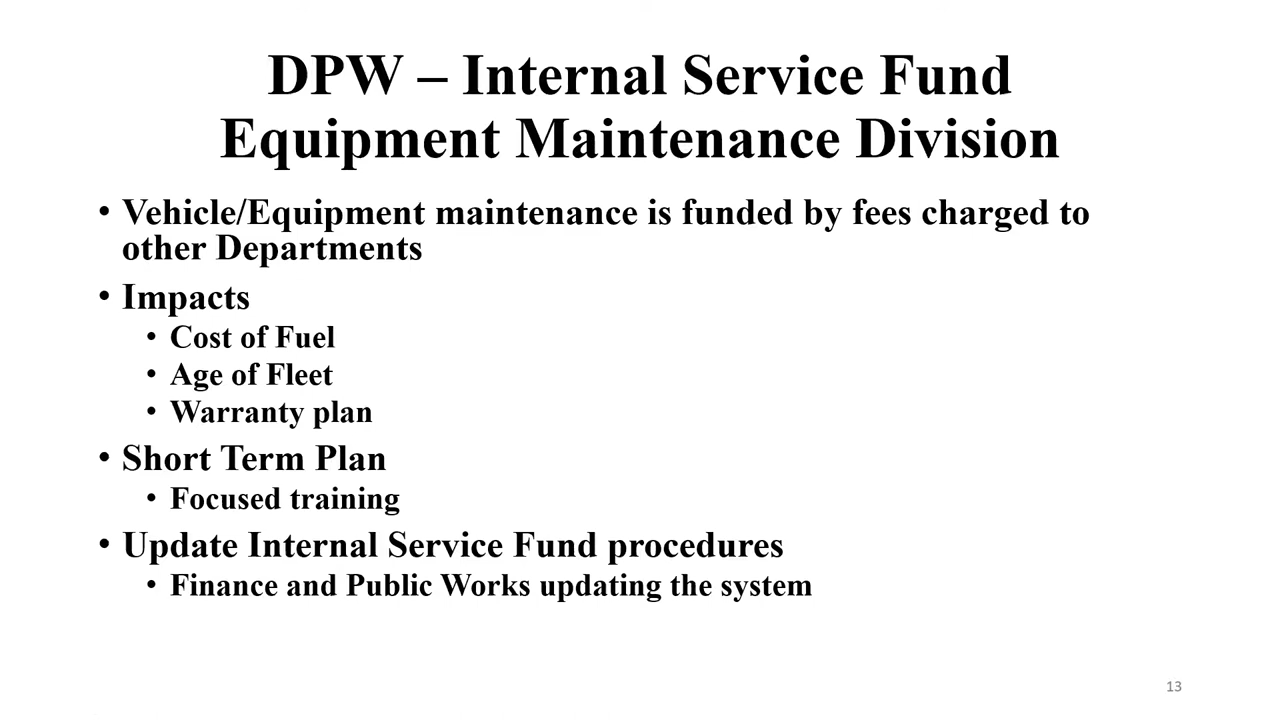 DPW – Internal Service Fund
Equipment Maintenance Division
• Vehicle/Equipment maintenance is funded by fees charged to
other Departments
• Impacts
• Cost of Fuel
• Age of Fleet
• Warranty plan
• Short Term Plan
• Focused training
• Update Internal Service Fund procedures
• Finance and Public Works updating the system
13